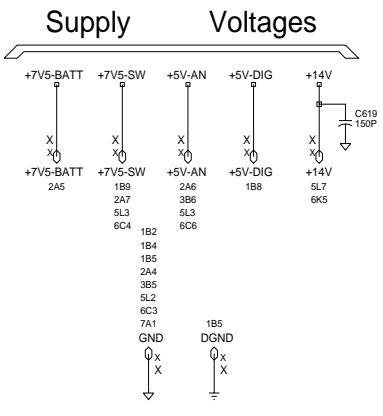 Supply Voltages
+7V5-BATT +7V5-SW +5V-AN +5V-DIG +14V
C619
150P
X X X X
X X X X X
+7V5-BATT +7V5-SW +5V-AN +5V-DIG +14V
2A5 1B9 2A6 1B8 5L7
2A7 3B6 6K5
5L3 5L3
6C4 6C6
1B2
1B4
1B5
2A4
3B5
5L2
6C3
7A1 1B5
GND DGND
X X
X X